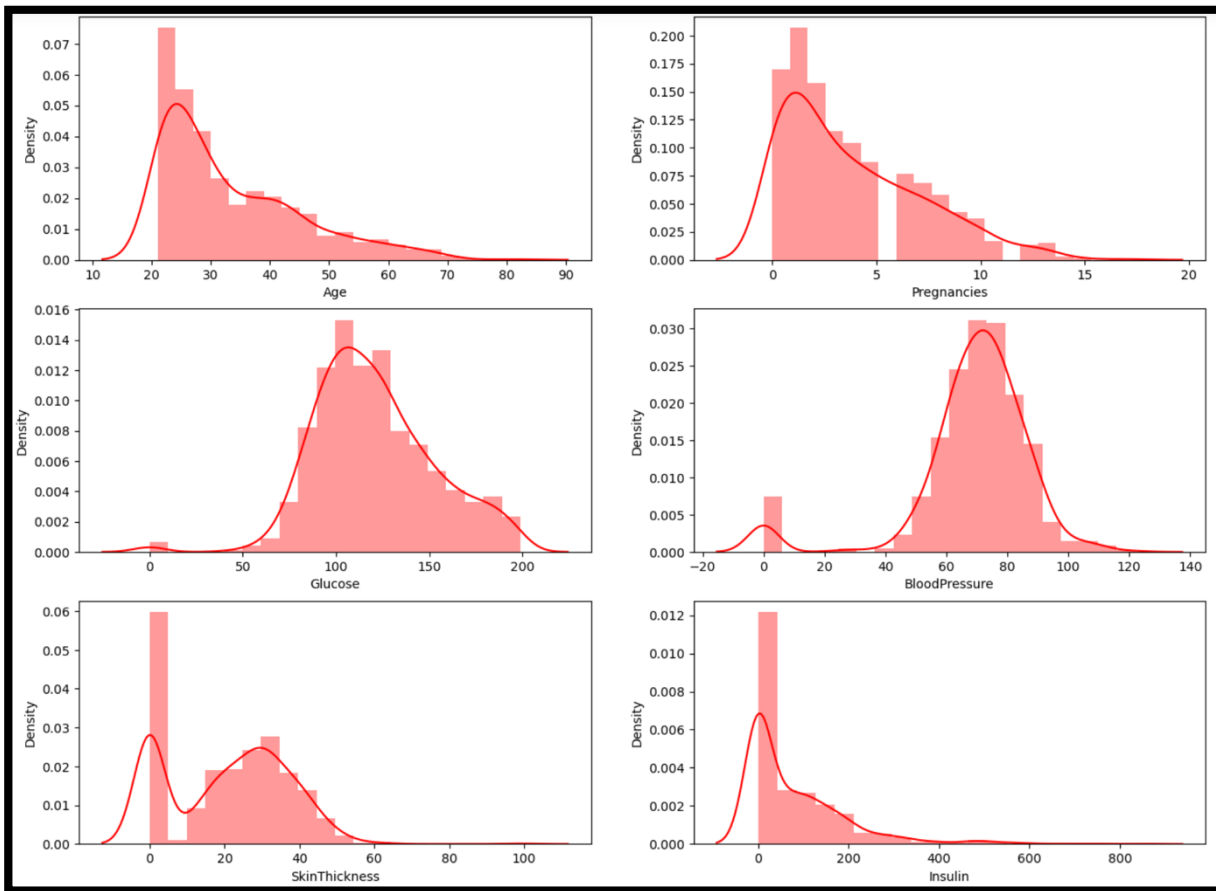 0.07
0.06
0.05
0.04
0.03
0.02
0.01
0.00
Density
10 20 30 40 50 60 70 80 90
Age
0.200
0.175
0.150
0.125
0.100
0.075
0.050
0.025
0.000
Density
0 5 10 15 20
Pregnancies
0.016
0.014
0.012
0.010
0.008
0.006
0.004
0.002
0.000
Density
0 50 100 150 200
Glucose
0.030
0.025
0.020
0.015
0.010
0.005
0.000
Density
−20 0 20 40 60 80 100 120 140
BloodPressure
0.06
0.05
0.04
0.03
0.02
0.01
0.00
Density
0 20 40 60 80 100
SkinThickness
0.012
0.010
0.008
0.006
0.004
0.002
0.000
Density
0 200 400 600 800
Insulin